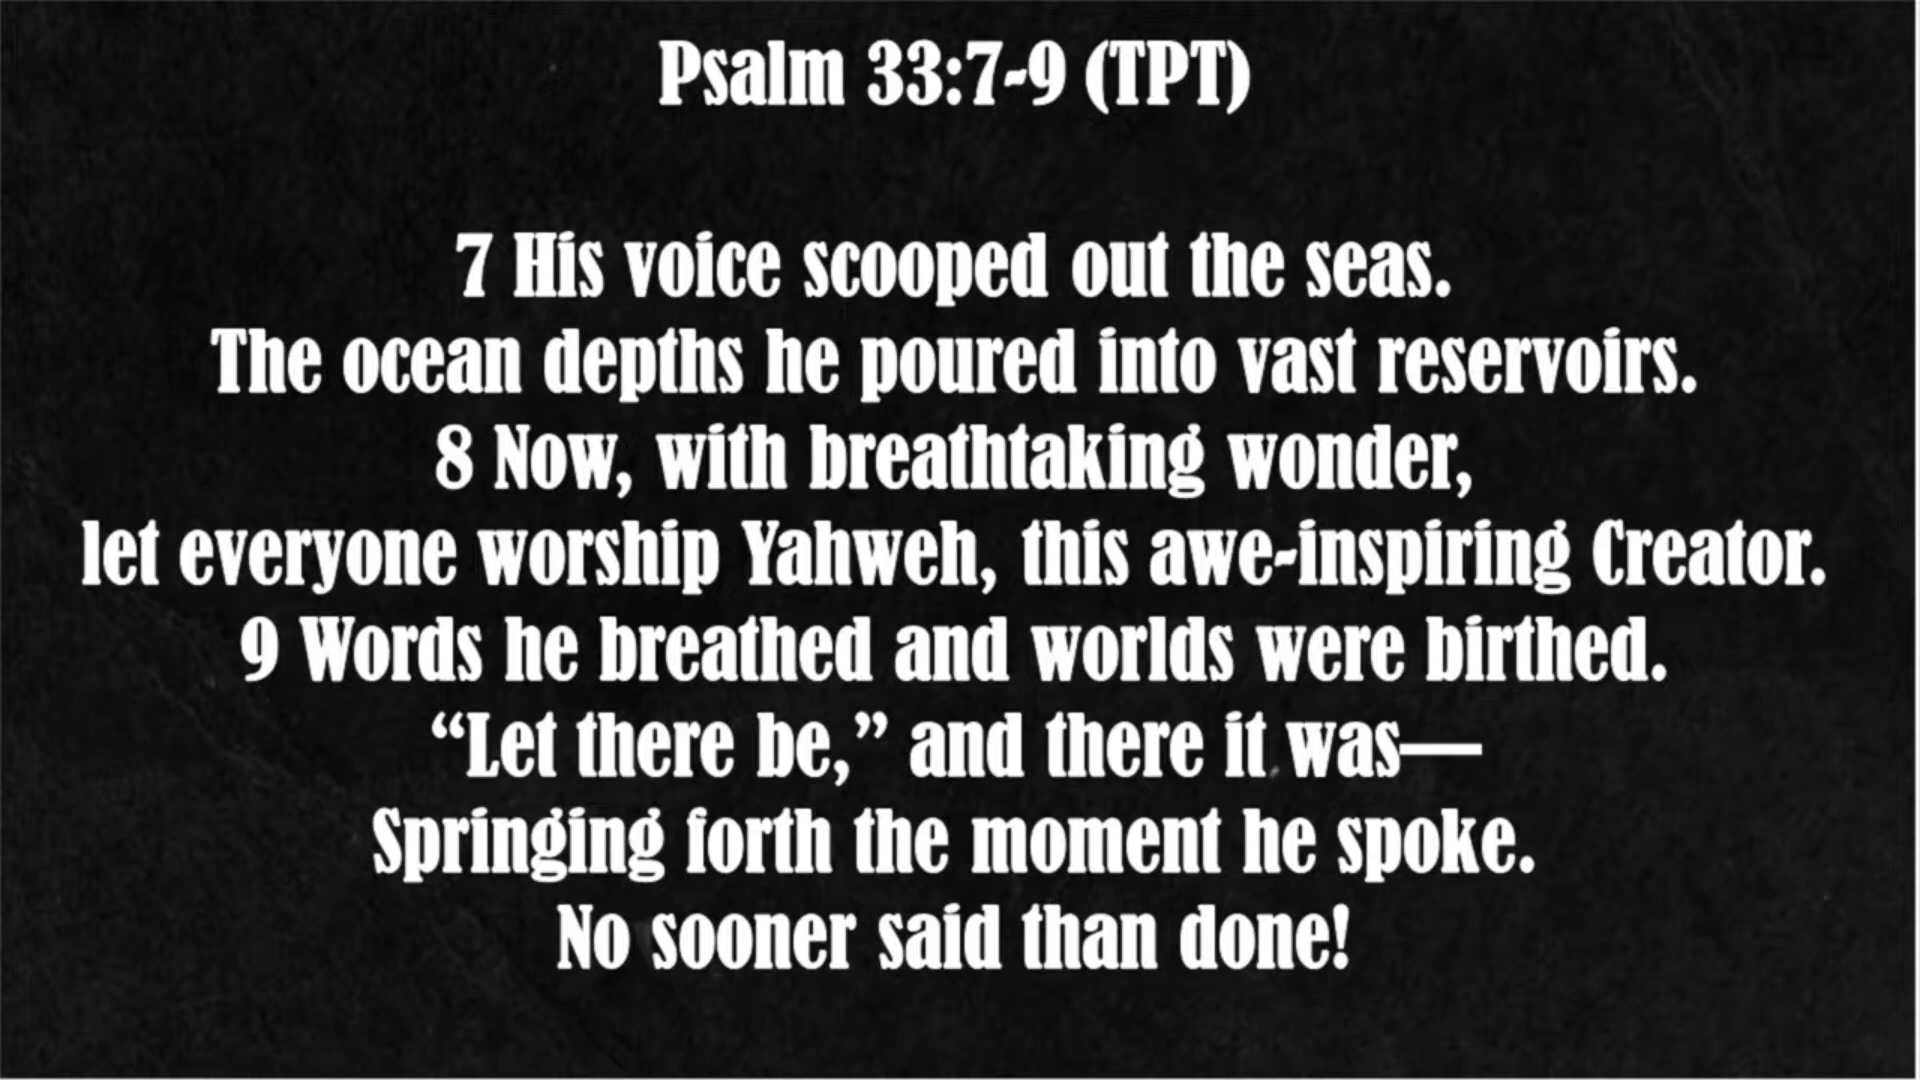 Psalm 33:7-9 (TPT)
7 His voice scooped out the seas.
The ocean depths he poured into vast reservoirs.
8 Now, with breathtaking wonder,
let everyone worship Yahweh, this awe-inspiring Creator.
9 Words he breathed and worlds were birthed.
“Let there be,” and there it was—
Springing forth the moment he spoke.
No sooner said than done!